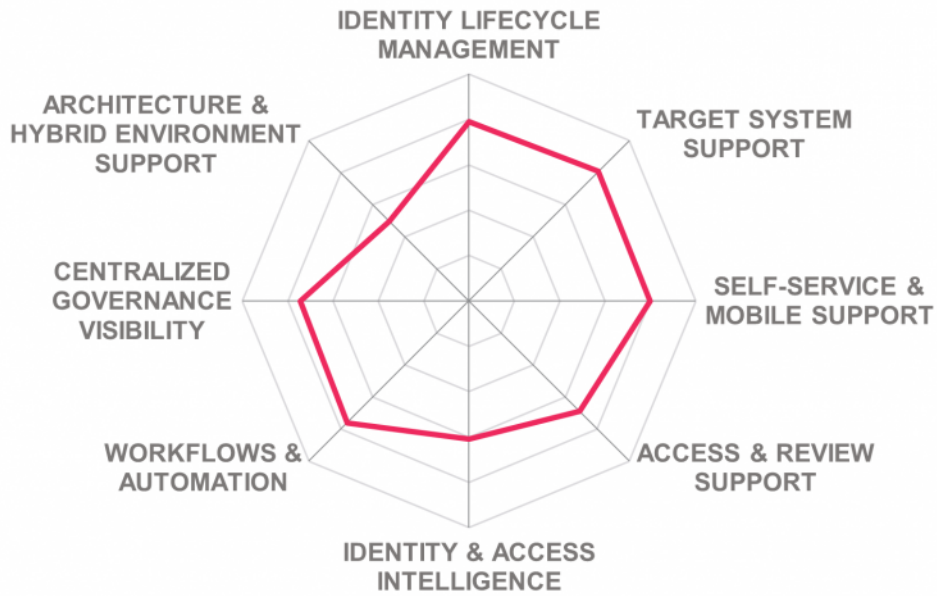 IDENTITY LIFECYCLE
MANAGEMENT
ARCHITECTURE &
HYBRID ENVIRONMENT
SUPPORT
TARGET SYSTEM
SUPPORT
CENTRALIZED
GOVERNANCE
VISIBILITY
SELF-SERVICE &
MOBILE SUPPORT
WORKFLOWS &
AUTOMATION
ACCESS & REVIEW
SUPPORT
IDENTITY & ACCESS
INTELLIGENCE